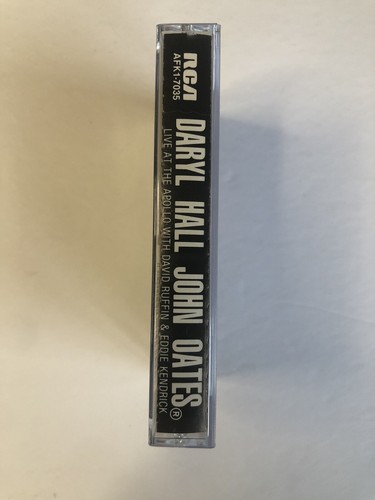 RCA
AFK1-7035
DARYL HALL JOHN OATES®
LIVE AT THE APOLLO WITH DAVID RUFFIN & EDDIE KENDRICK